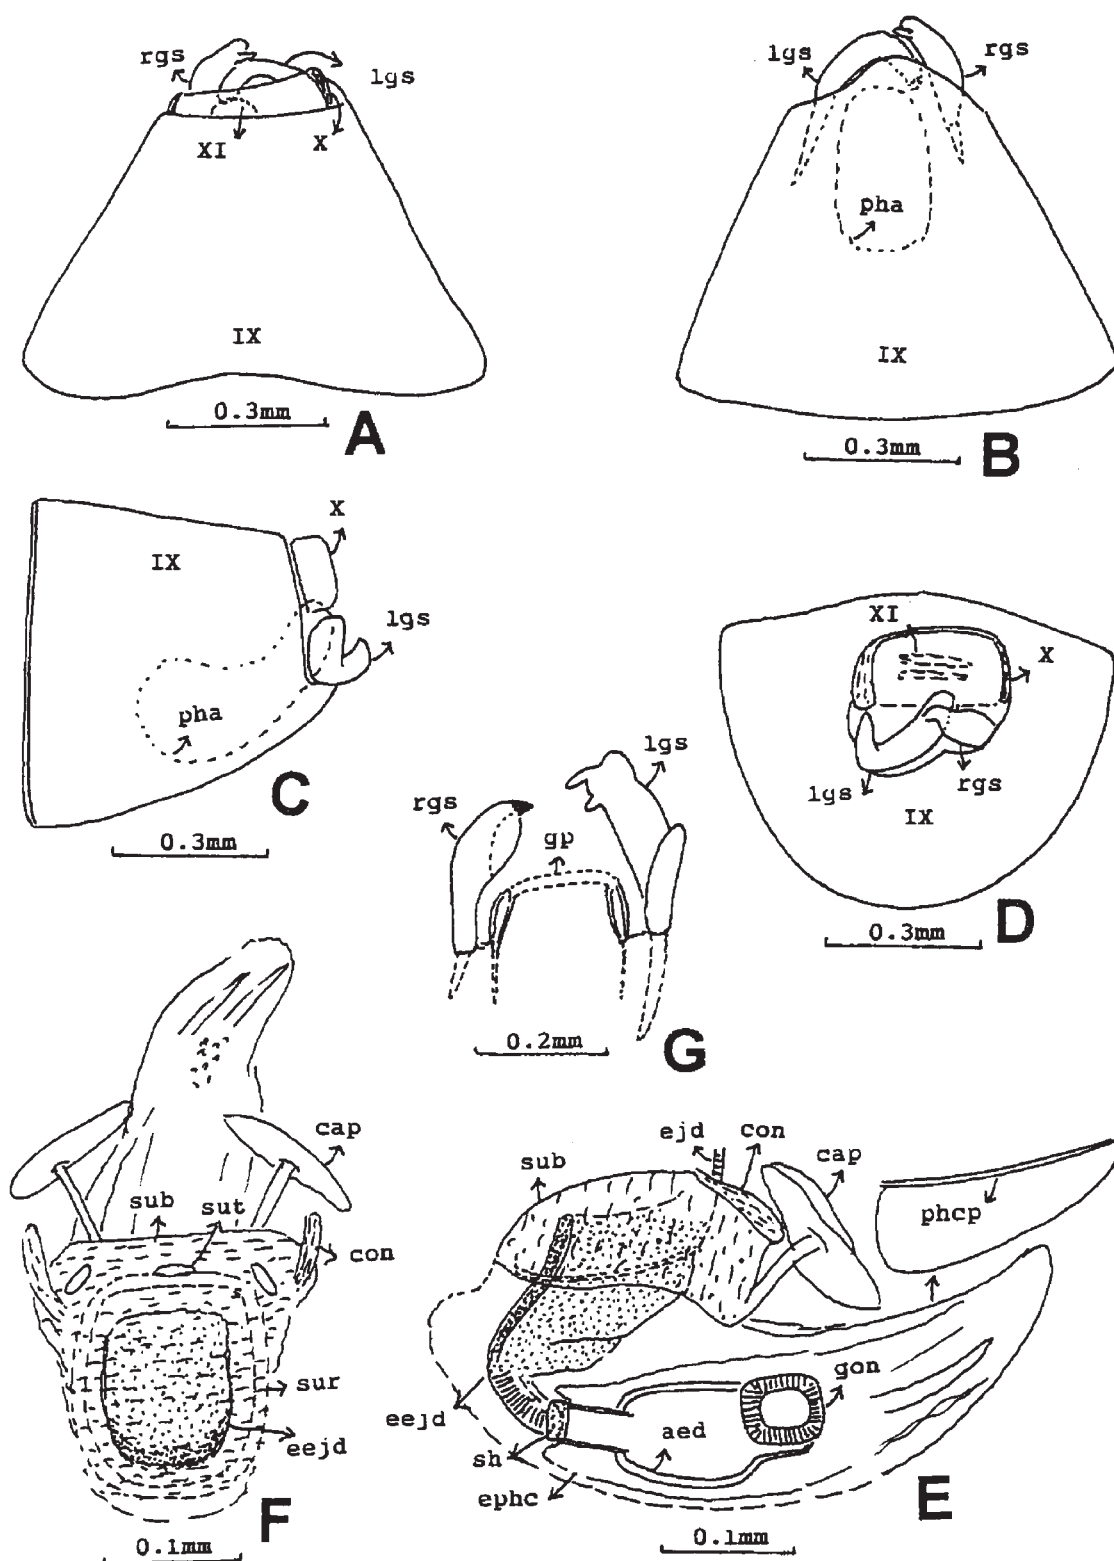 rgs
lgs
XI
X
IX
0.3mm
A
lgs
rgs
pha
IX
0.3mm
B
X
IX
lgs
pha
C
0.3mm
XI
X
lgs
rgs
IX
D
0.3mm
rgs
lgs
gp
0.2mm
G
cap
sub
sut
con
sur
eejd
F
0.1mm
ejd
con
sub
cap
phcp
gon
eejd
aed
sh
ephc
E
0.1mm